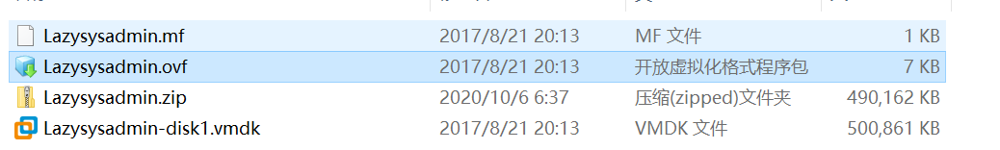 Lazysysadmin.mf 2017/8/21 20:13 MF 文件 1 KB
Lazysysadmin.ovf 2017/8/21 20:13 开放虚拟化格式程序包 7 KB
Lazysysadmin.zip 2020/10/6 6:37 压缩(zipped)文件夹 490,162 KB
Lazysysadmin-disk1.vmdk 2017/8/21 20:13 VMDK 文件 500,861 KB